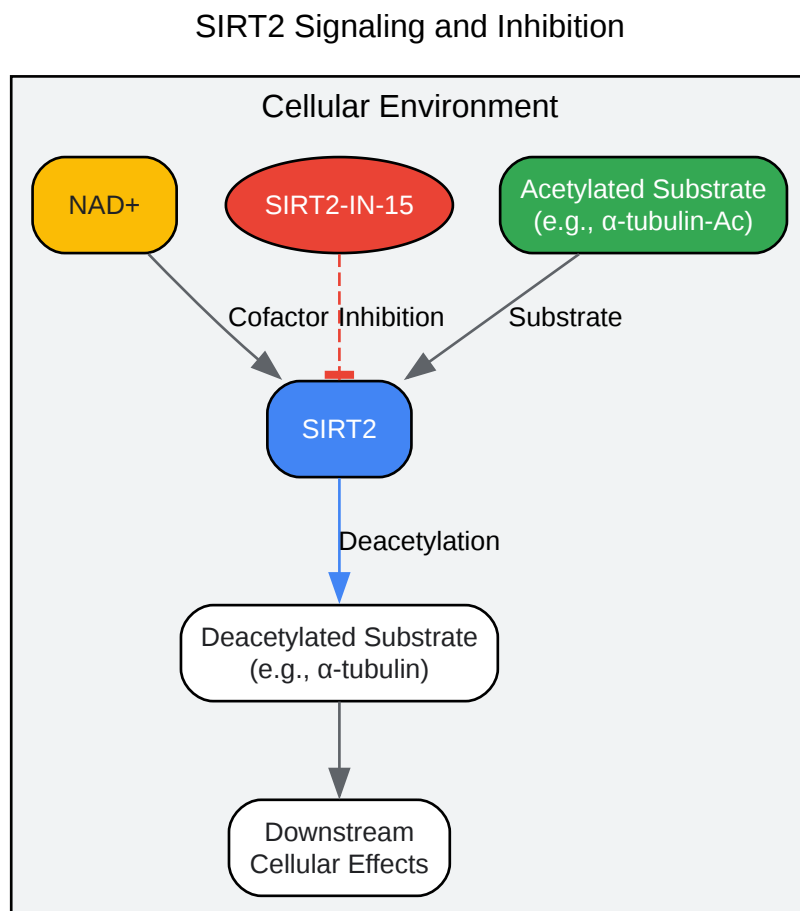 SIRT2 Signaling and Inhibition
Cellular Environment
NAD+
SIRT2-IN-15
Acetylated Substrate
(e.g., α-tubulin-Ac)
Cofactor
Inhibition
Substrate
SIRT2
Deacetylation
Deacetylated Substrate
(e.g., α-tubulin)
Downstream
Cellular Effects